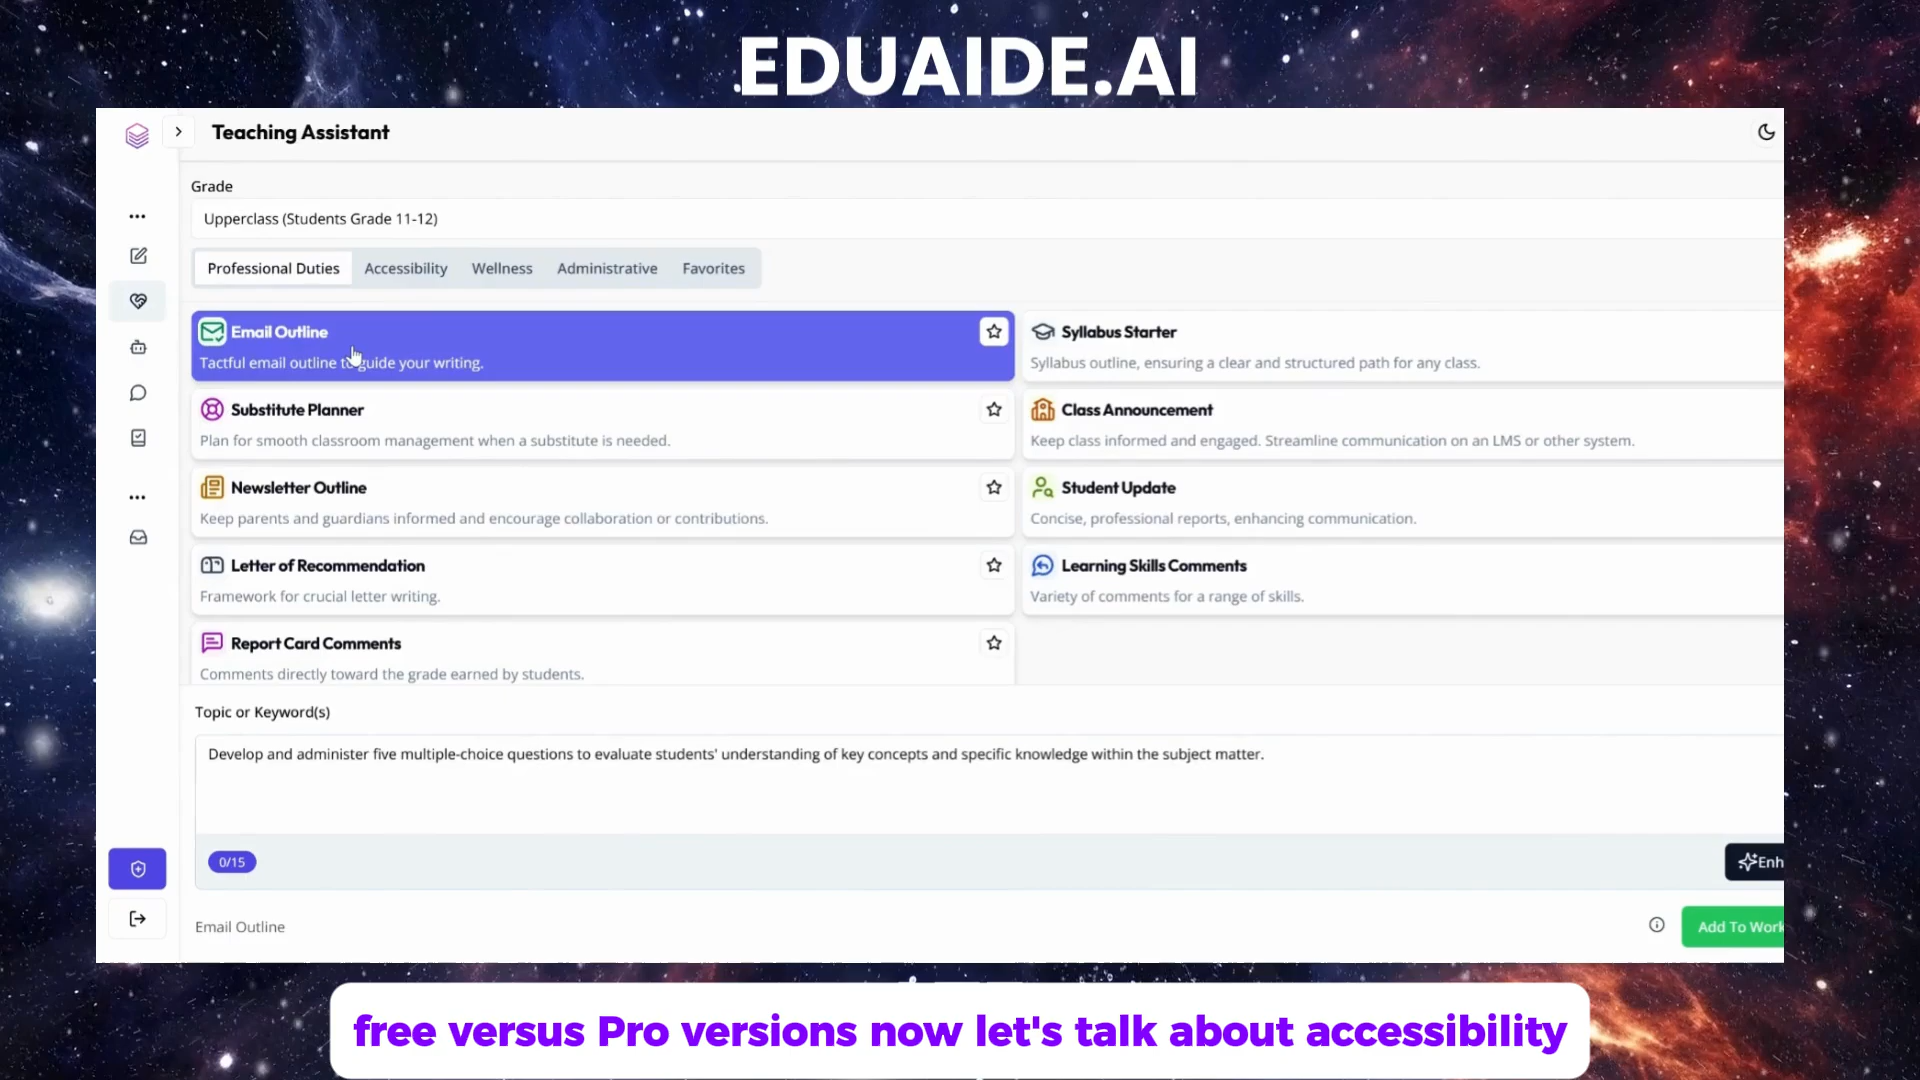 EDUAIDE.AI
Teaching Assistant
Grade
Upperclass (Students Grade 11-12)
Professional Duties Accessibility Wellness Administrative Favorites
Email Outline
Tactful email outline to guide your writing.
Syllabus Starter
Syllabus outline, ensuring a clear and structured path for any class.
Substitute Planner
Plan for smooth classroom management when a substitute is needed.
Class Announcement
Keep class informed and engaged. Streamline communication on an LMS or other system.
Newsletter Outline
Keep parents and guardians informed and encourage collaboration or contributions.
Student Update
Concise, professional reports, enhancing communication.
Letter of Recommendation
Framework for crucial letter writing.
Learning Skills Comments
Variety of comments for a range of skills.
Report Card Comments
Comments directly toward the grade earned by students.
Topic or Keyword(s)
Develop and administer five multiple-choice questions to evaluate students' understanding of key concepts and specific knowledge within the subject matter.
0/15
Enh
Email Outline
Add To Work
free versus Pro versions now let's talk about accessibility